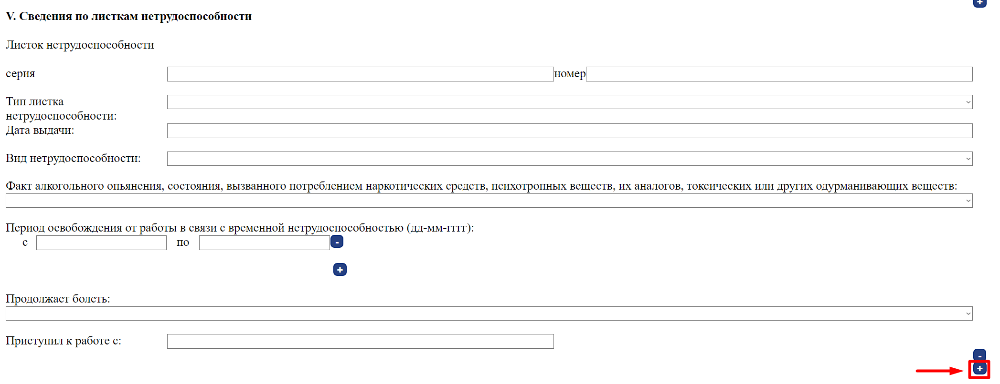 +
V. Сведения по листкам нетрудоспособности
Листок нетрудоспособности
серия номер
Тип листка
нетрудоспособности:
Дата выдачи:
Вид нетрудоспособности:
Факт алкогольного опьянения, состояния, вызванного потреблением наркотических средств, психотропных веществ, их аналогов, токсических или других одурманивающих веществ:
Период освобождения от работы в связи с временной нетрудоспособностью (дд-мм-гггг):
с по -
+
Продолжает болеть:
Приступил к работе с:
-
+